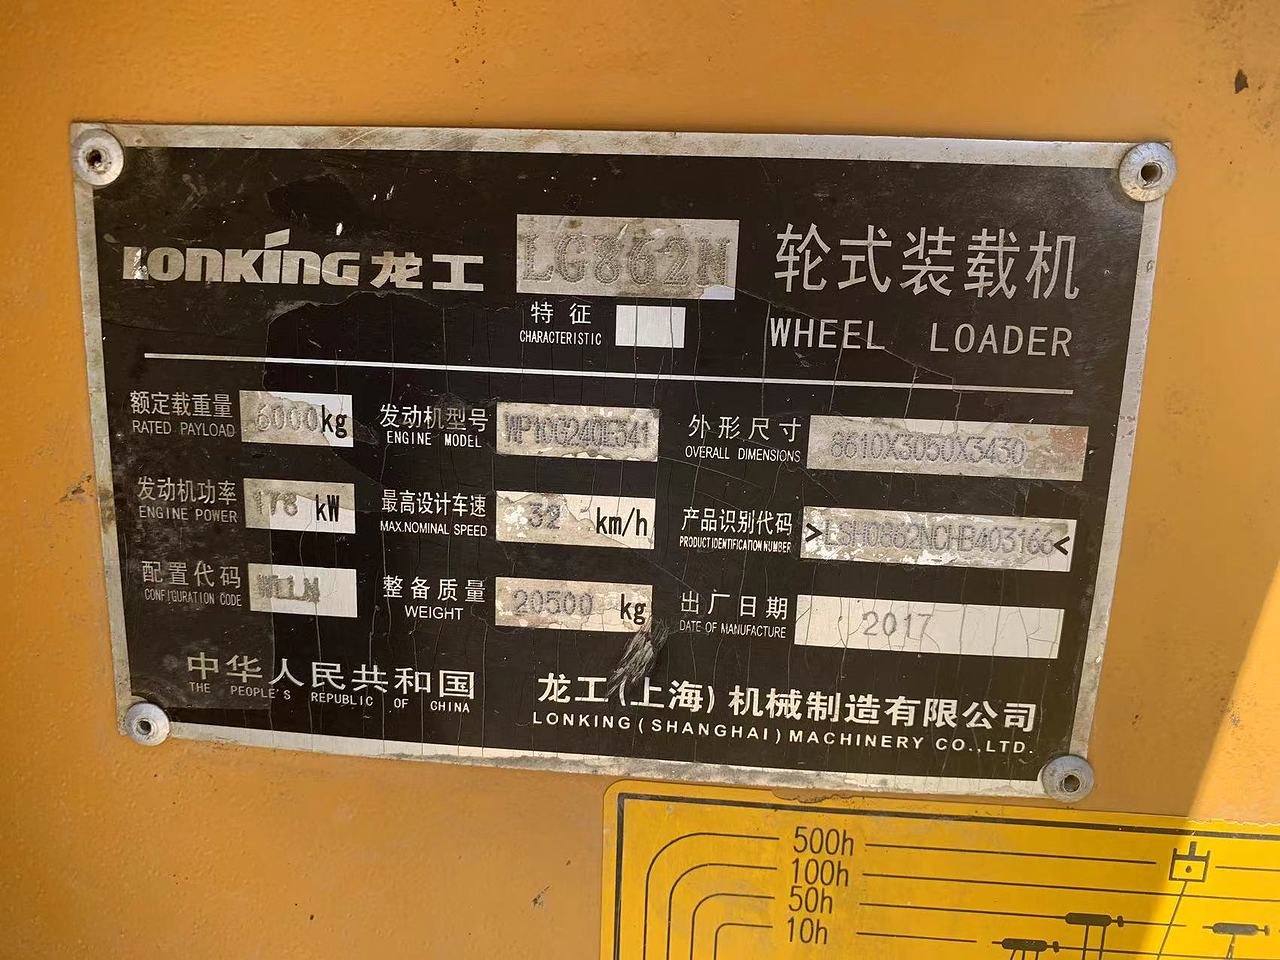 LONKING 龙工 LG862N 轮式装载机
特征
CHARACTERISTIC
WHEEL LOADER
额定载重量 6000kg 发动机型号 WP10G240E341 外形尺寸 8610X3050X3430
RATED PAYLOAD ENGINE MODEL OVERALL DIMENSIONS
发动机功率 178 kW 最高设计车速 32 km/h 产品识别代码 >LSH0862NCHB403166<
ENGINE POWER MAX.NOMINAL SPEED PRODUCT IDENTIFICATION NUMBER
配置代码 整备质量 20500 kg 出厂日期 2017
CONFIGURATION CODE WEIGHT DATE OF MANUFACTURE
中华人民共和国 龙工(上海)机械制造有限公司
THE PEOPLE'S REPUBLIC OF CHINA LONKING(SHANGHAI)MACHINERY CO.,LTD.
500h
100h
50h
10h